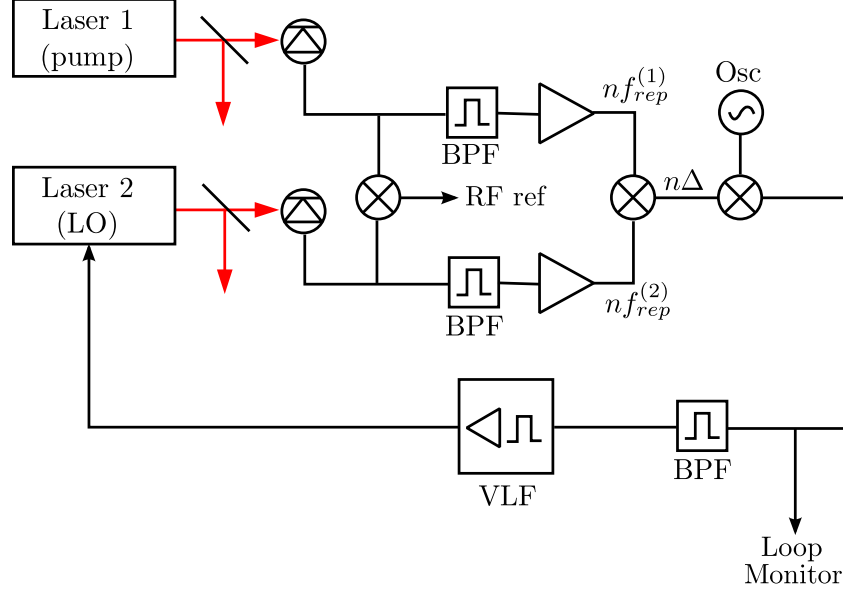 Laser 1
(pump)
BPF
nf_{rep}^{(1)}
Osc
Laser 2
(LO)
RF ref
nΔ
BPF
nf_{rep}^{(2)}
VLF
BPF
Loop
Monitor